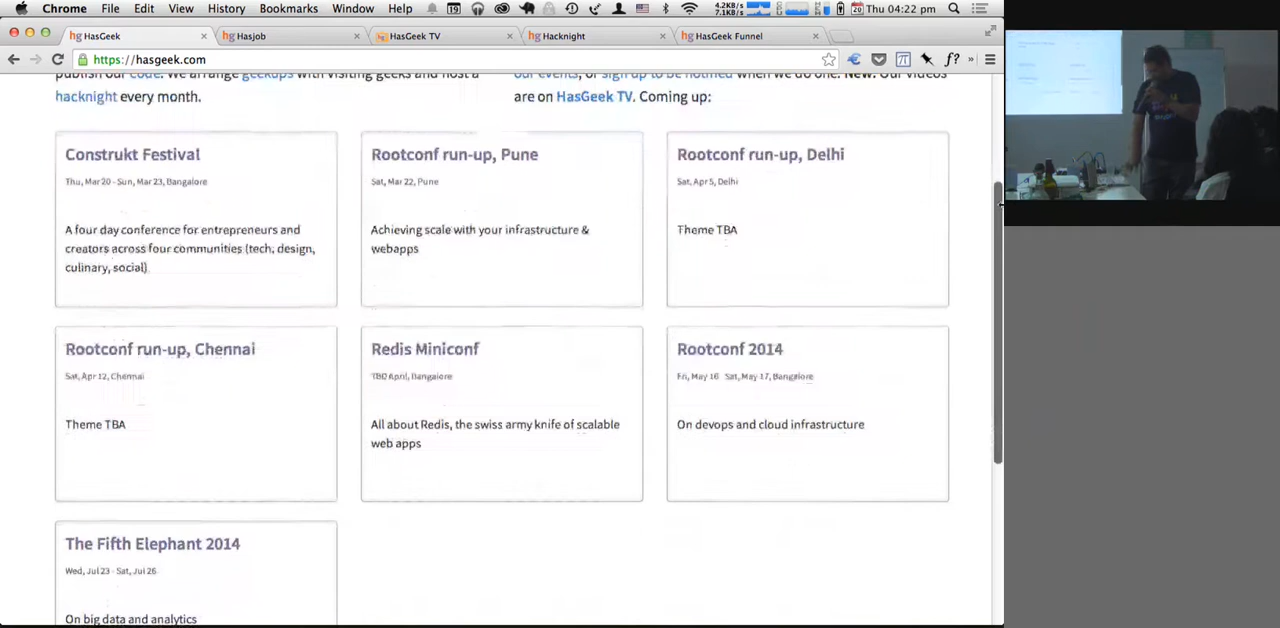 Chrome File Edit View History Bookmarks Window Help 19 4.2KB/s 7.1KB/s 20 Thu 04:22 pm
HasGeek Hasjob HasGeek TV Hacknight HasGeek Funnel
https://hasgeek.com f? »
publish our code. We arrange geekups with visiting geeks and host a
hacknight every month.
our events, or sign up to be notified when we do one. New: Our videos
are on HasGeek TV. Coming up:
Construkt Festival
Thu, Mar 20 - Sun, Mar 23, Bangalore
A four day conference for entrepreneurs and
creators across four communities (tech, design,
culinary, social)
Rootconf run-up, Pune
Sat, Mar 22, Pune
Achieving scale with your infrastructure &
webapps
Rootconf run-up, Delhi
Sat, Apr 5, Delhi
Theme TBA
Rootconf run-up, Chennai
Sat, Apr 12, Chennai
Theme TBA
Redis Miniconf
TBD April, Bangalore
All about Redis, the swiss army knife of scalable
web apps
Rootconf 2014
Fri, May 16 Sat, May 17, Bangalore
On devops and cloud infrastructure
The Fifth Elephant 2014
Wed, Jul 23 - Sat, Jul 26
On big data and analytics